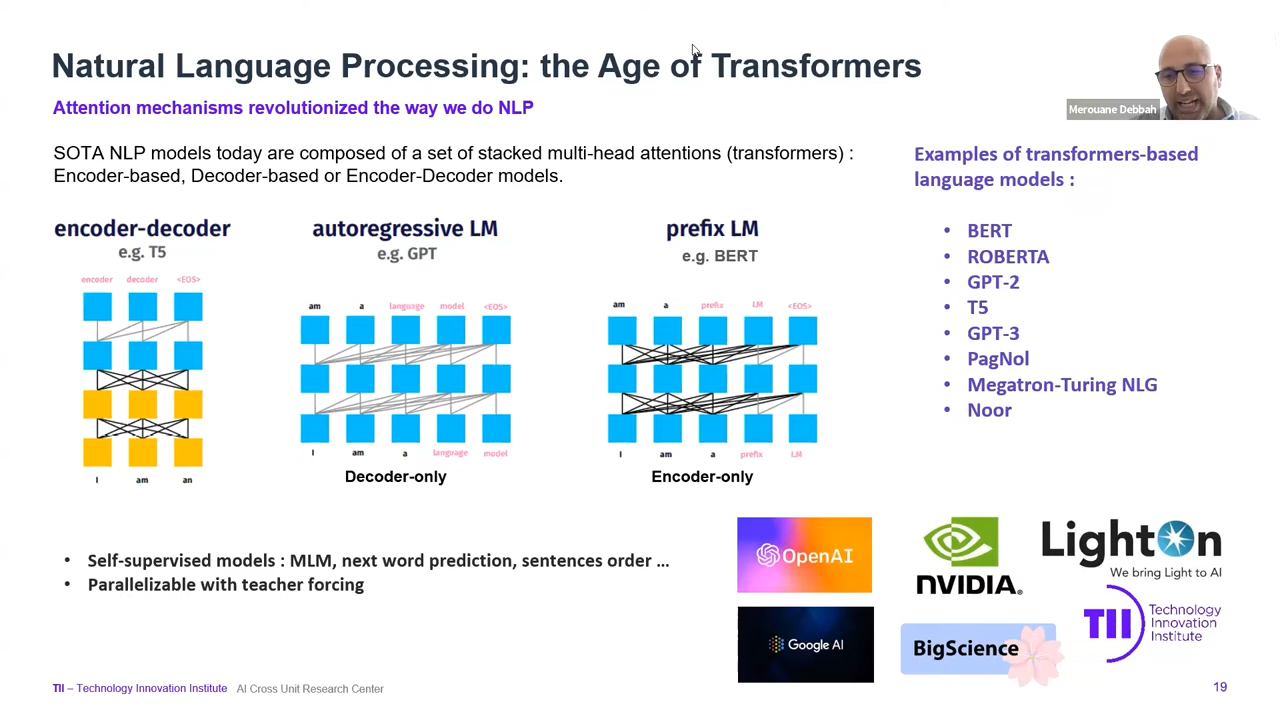 Natural Language Processing: the Age of Transformers
Attention mechanisms revolutionized the way we do NLP
Merouane Debbah
SOTA NLP models today are composed of a set of stacked multi-head attentions (transformers) :
Encoder-based, Decoder-based or Encoder-Decoder models.
encoder-decoder
e.g. T5
encoder decoder <EOS>
I am an
autoregressive LM
e.g. GPT
am a language model <EOS>
I am a language model
Decoder-only
prefix LM
e.g. BERT
am a prefix LM <EOS>
I am a prefix LM
Encoder-only
Examples of transformers-based
language models :
• BERT
• ROBERTA
• GPT-2
• T5
• GPT-3
• PagNol
• Megatron-Turing NLG
• Noor
• Self-supervised models : MLM, next word prediction, sentences order ...
• Parallelizable with teacher forcing
OpenAI
NVIDIA.
LightOn
We bring Light to AI
Google AI
BigScience
TII
Technology
Innovation
Institute
TII – Technology Innovation Institute AI Cross Unit Research Center
19